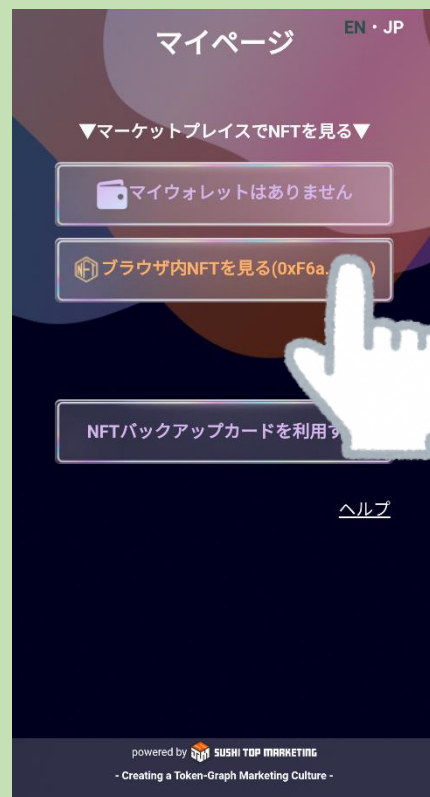 EN・JP
マイページ
▼マーケットプレイスでNFTを見る▼
マイウォレットはありません
NFT ブラウザ内NFTを見る(0xF6a. )
NFTバックアップカードを利用す
ヘルプ
powered by SUSHI TOP MARKETING
- Creating a Token-Graph Marketing Culture -